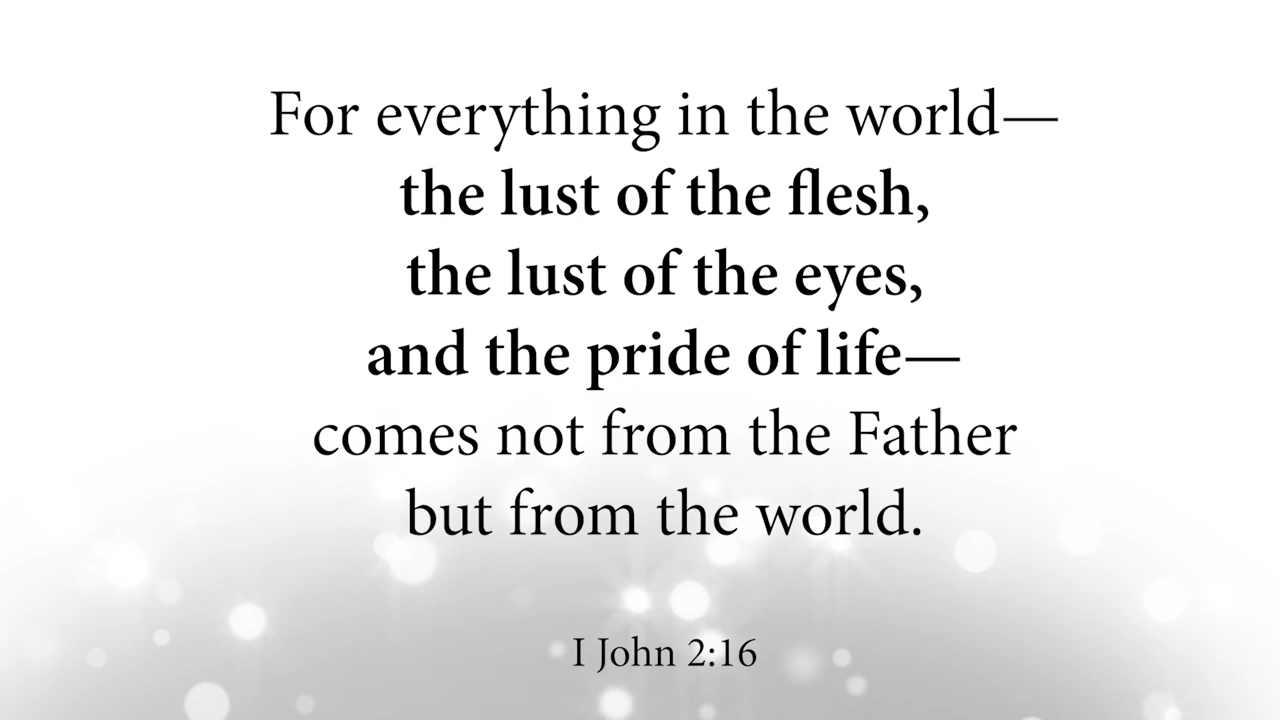 For everything in the world—
the lust of the flesh,
the lust of the eyes,
and the pride of life—
comes not from the Father
but from the world.
I John 2:16